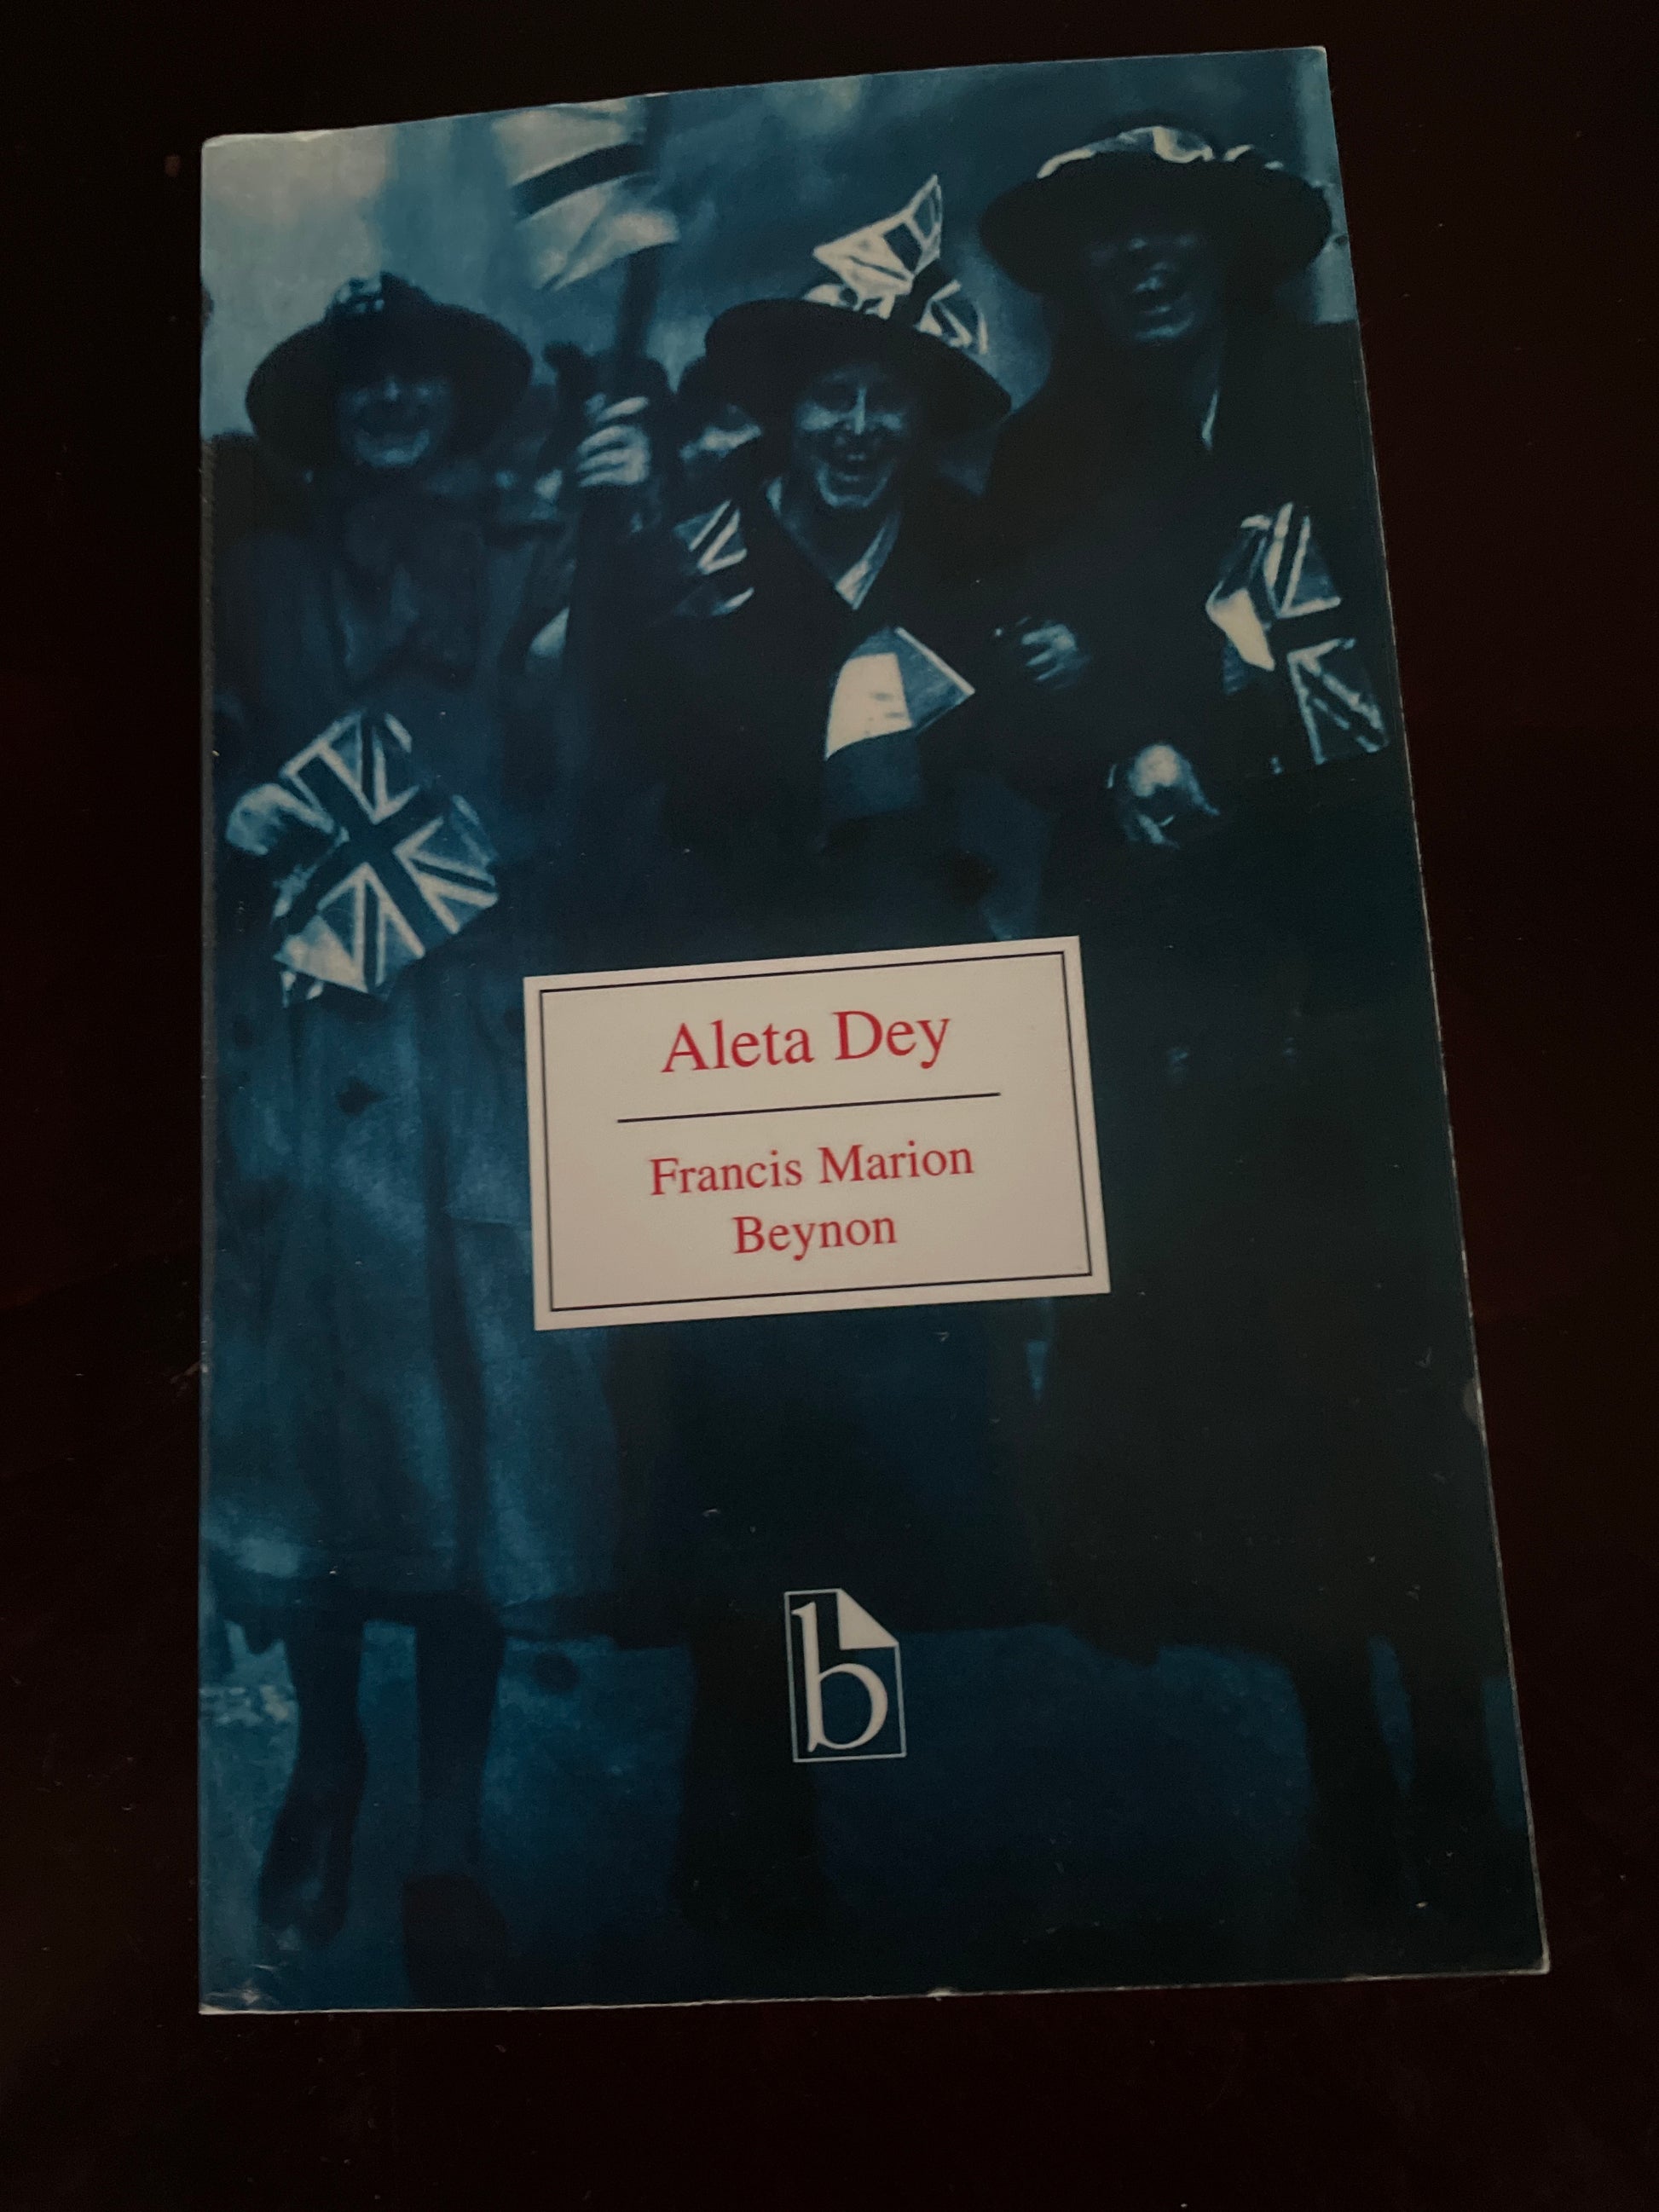 Aleta Dey
Francis Marion
Beynon
b